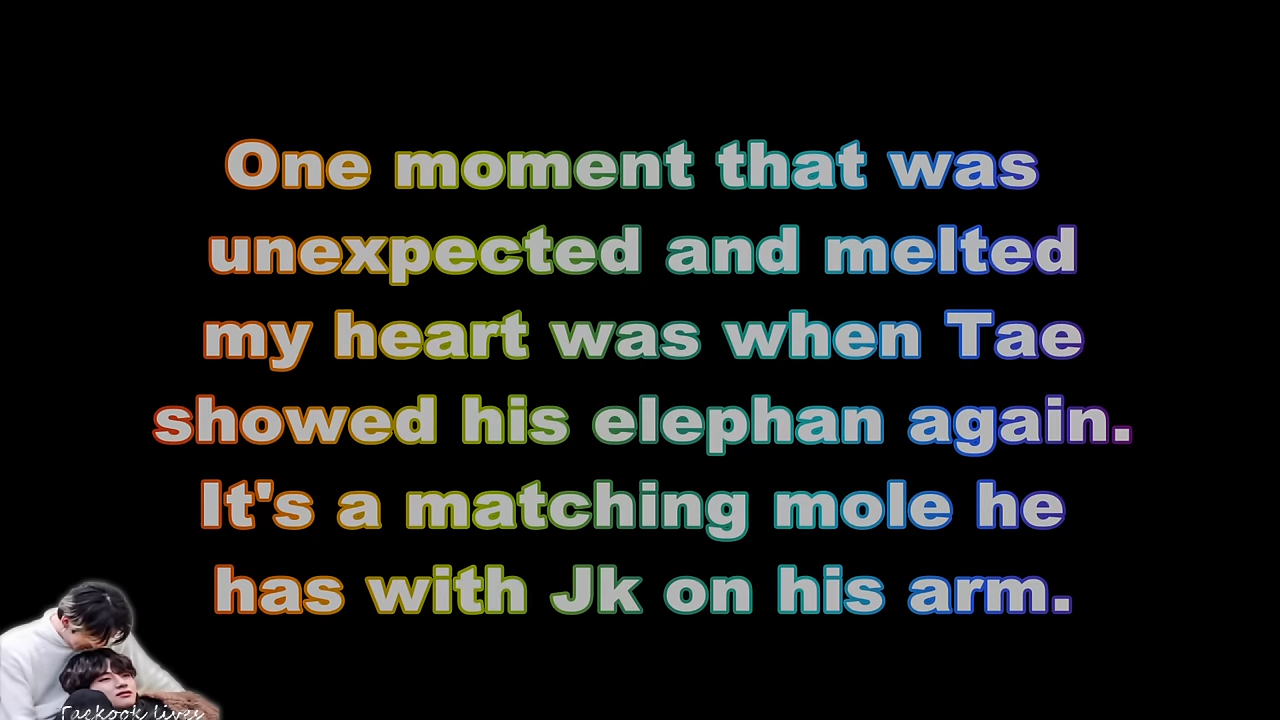 One moment that was
unexpected and melted
my heart was when Tae
showed his elephan again.
It's a matching mole he
has with Jk on his arm.
Taekook lives